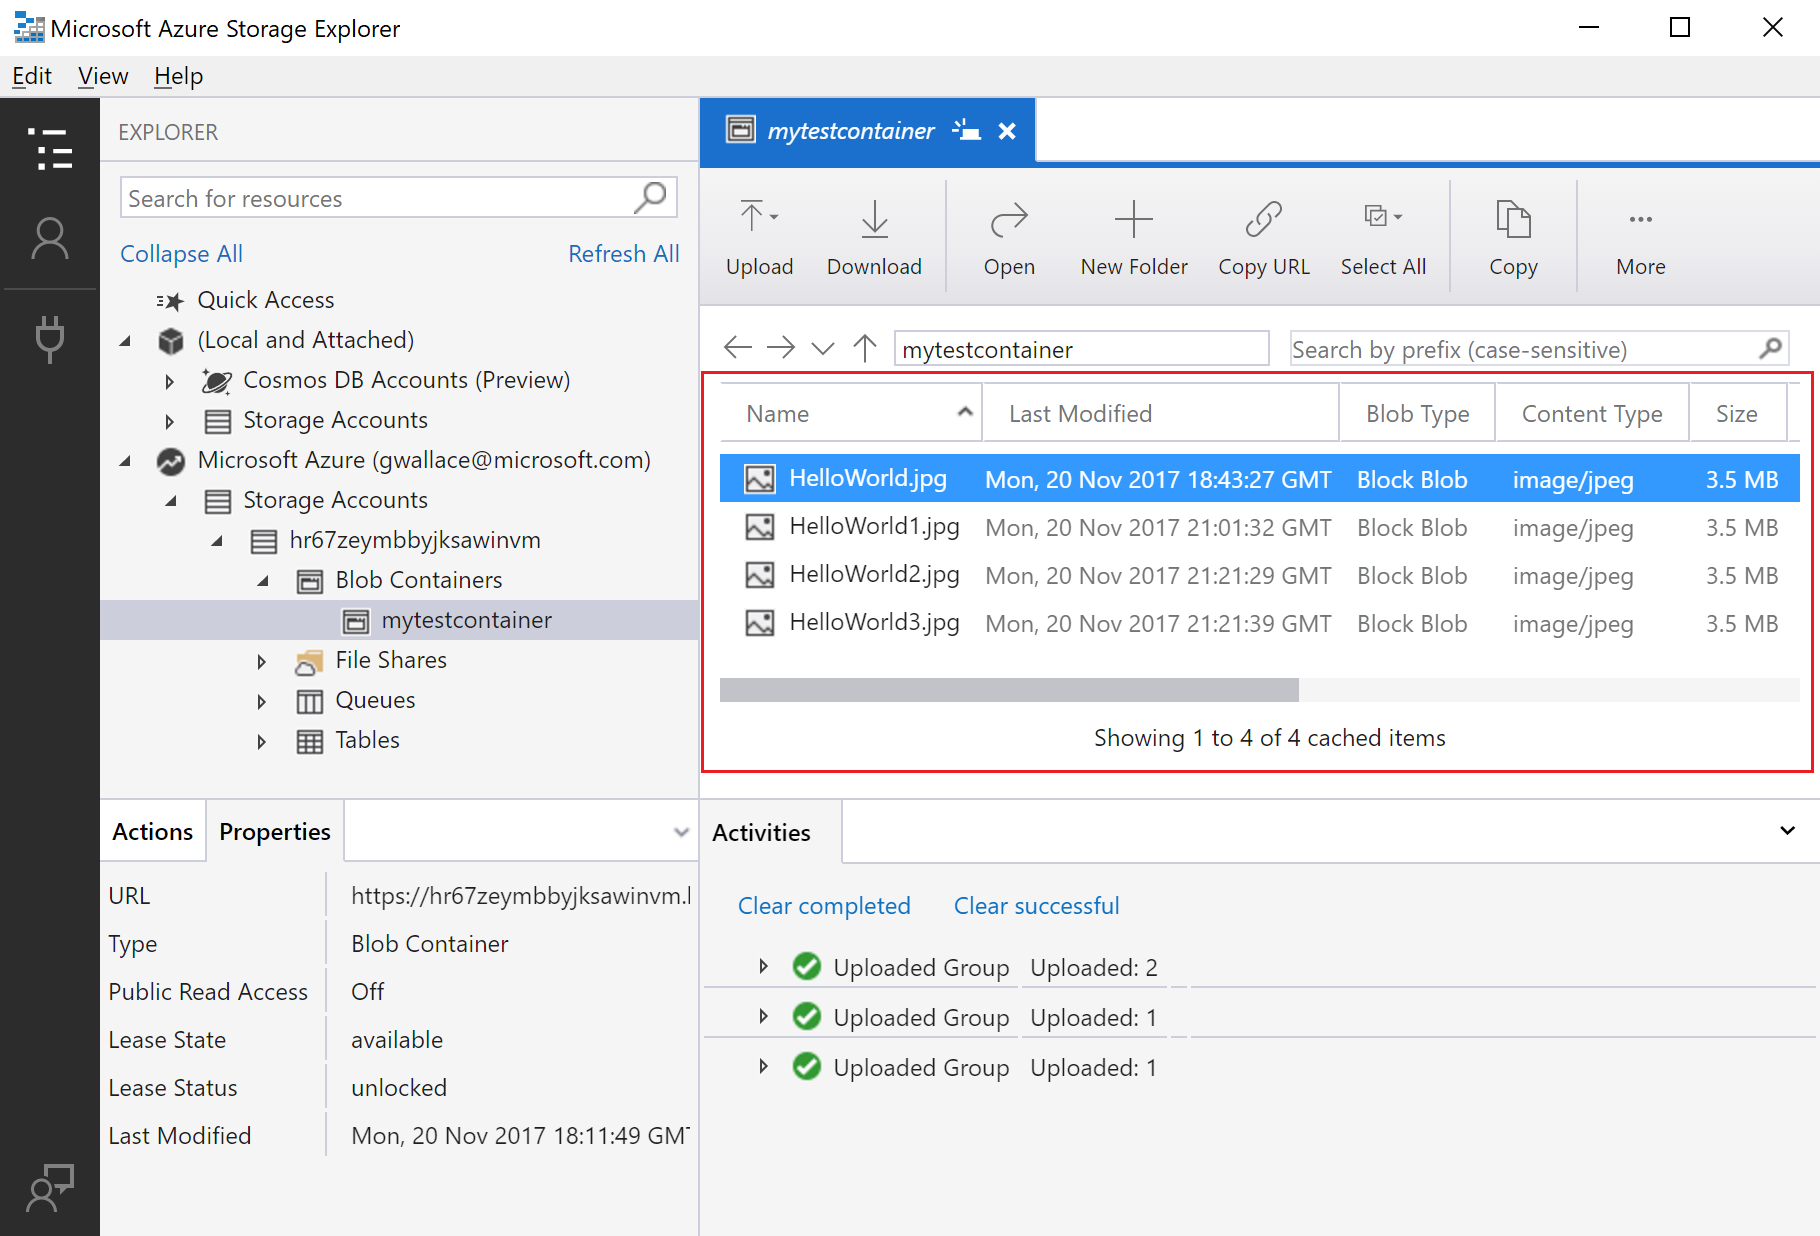 Microsoft Azure Storage Explorer
Edit View Help
EXPLORER
Search for resources
Collapse All Refresh All
Quick Access
(Local and Attached)
Cosmos DB Accounts (Preview)
Storage Accounts
Microsoft Azure (gwallace@microsoft.com)
Storage Accounts
hr67zeymbbyjksawinvm
Blob Containers
mytestcontainer
File Shares
Queues
Tables
Actions Properties
URL https://hr67zeymbbyjksawinvm.
Type Blob Container
Public Read Access Off
Lease State available
Lease Status unlocked
Last Modified Mon, 20 Nov 2017 18:11:49 GMT
mytestcontainer
Upload Download Open New Folder Copy URL Select All Copy More
mytestcontainer Search by prefix (case-sensitive)
Name Last Modified Blob Type Content Type Size
HelloWorld.jpg Mon, 20 Nov 2017 18:43:27 GMT Block Blob image/jpeg 3.5 MB
HelloWorld1.jpg Mon, 20 Nov 2017 21:01:32 GMT Block Blob image/jpeg 3.5 MB
HelloWorld2.jpg Mon, 20 Nov 2017 21:21:29 GMT Block Blob image/jpeg 3.5 MB
HelloWorld3.jpg Mon, 20 Nov 2017 21:21:39 GMT Block Blob image/jpeg 3.5 MB
Showing 1 to 4 of 4 cached items
Activities
Clear completed Clear successful
Uploaded Group Uploaded: 2
Uploaded Group Uploaded: 1
Uploaded Group Uploaded: 1